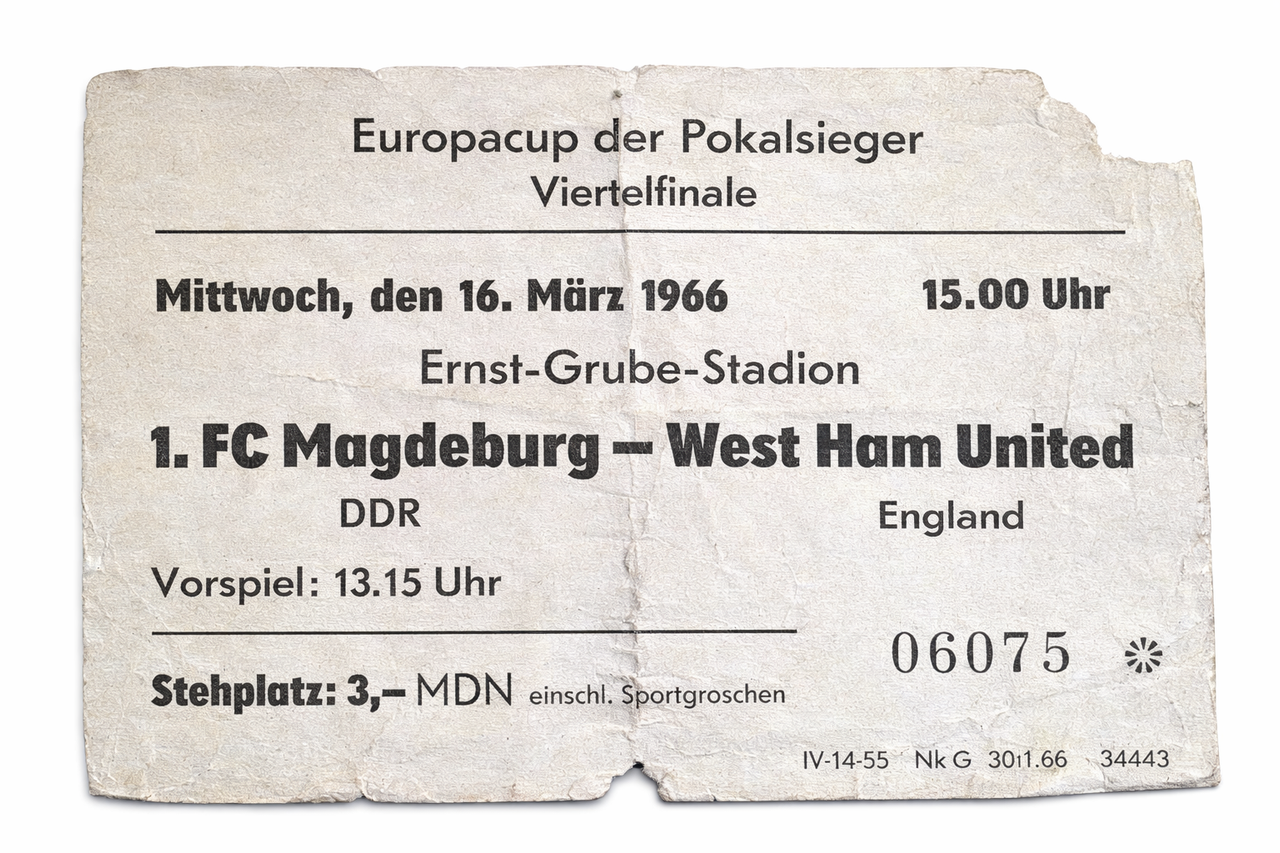 Europacup der Pokalsieger
Viertelfinale
Mittwoch, den 16. März 1966 15.00 Uhr
Ernst-Grube-Stadion
1. FC Magdeburg – West Ham United
DDR England
Vorspiel: 13.15 Uhr
06075
Stehplatz: 3,– MDN einschl. Sportgroschen
IV-14-55 Nk G 30ı1.66 34443